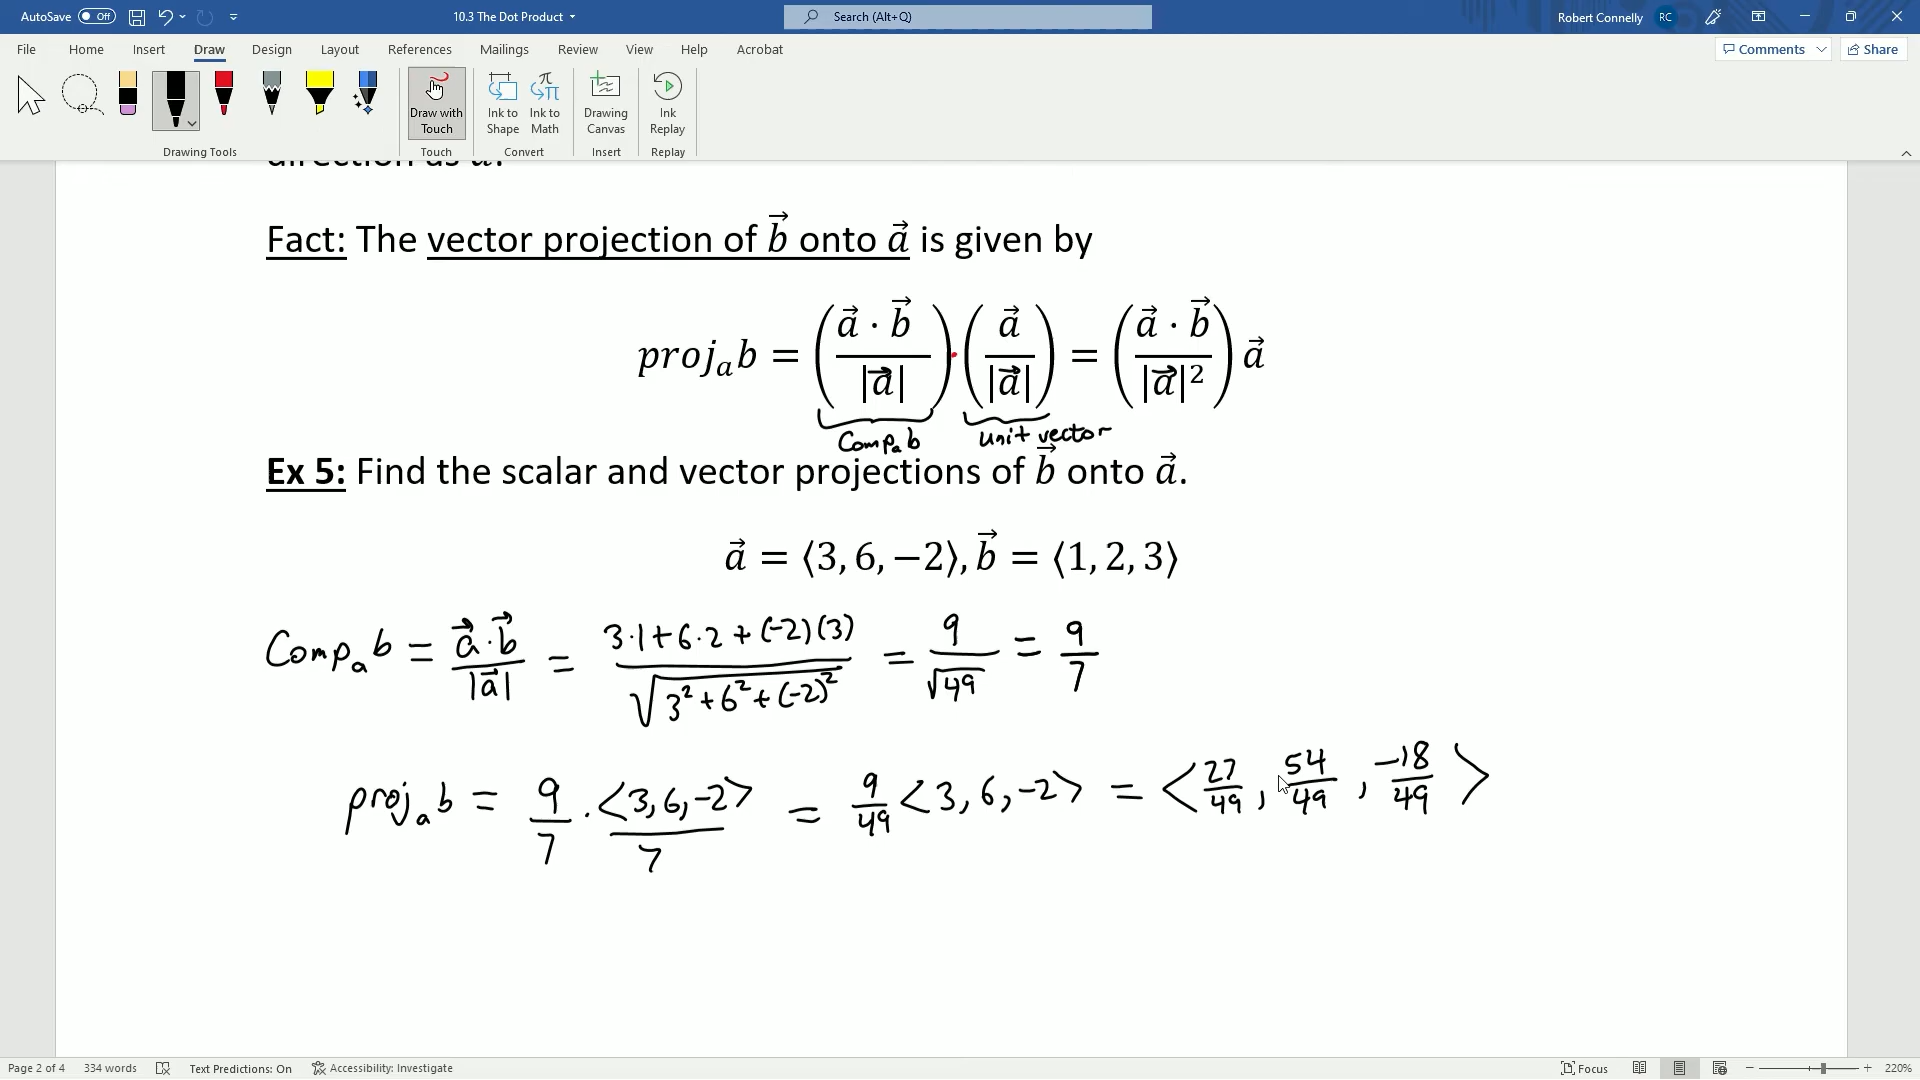 AutoSave Off 10.3 The Dot Product Search (Alt+Q) Robert Connelly RC
File Home Insert Draw Design Layout References Mailings Review View Help Acrobat Comments Share
Draw with Touch Ink to Shape Ink to Math Drawing Canvas Ink Replay
Drawing Tools Touch Convert Insert Replay
direction as a⃗.
Fact: The vector projection of b⃗ onto a⃗ is given by
projₐb = (a⃗ · b⃗ / |a⃗|) · (a⃗ / |a⃗|) = (a⃗ · b⃗ / |a⃗|²) a⃗
Compₐb unit vector
Ex 5: Find the scalar and vector projections of b⃗ onto a⃗.
a⃗ = ⟨3, 6, −2⟩, b⃗ = ⟨1, 2, 3⟩
Compₐb = a⃗·b⃗ / |a⃗| = 3·1+6·2+(-2)(3) / √(3²+6²+(-2)²) = 9/√49 = 9/7
projₐb = 9/7 · <3,6,-2>/7 = 9/49 <3,6,-2> = <27/49, 54/49, -18/49>
Page 2 of 4 334 words Text Predictions: On Accessibility: Investigate Focus 220%